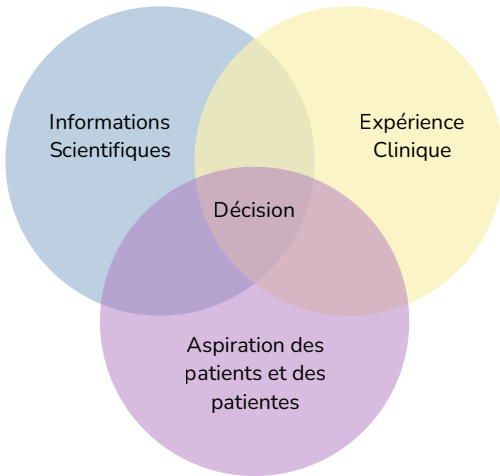 Informations
Scientifiques
Expérience
Clinique
Décision
Aspiration des
patients et des
patientes